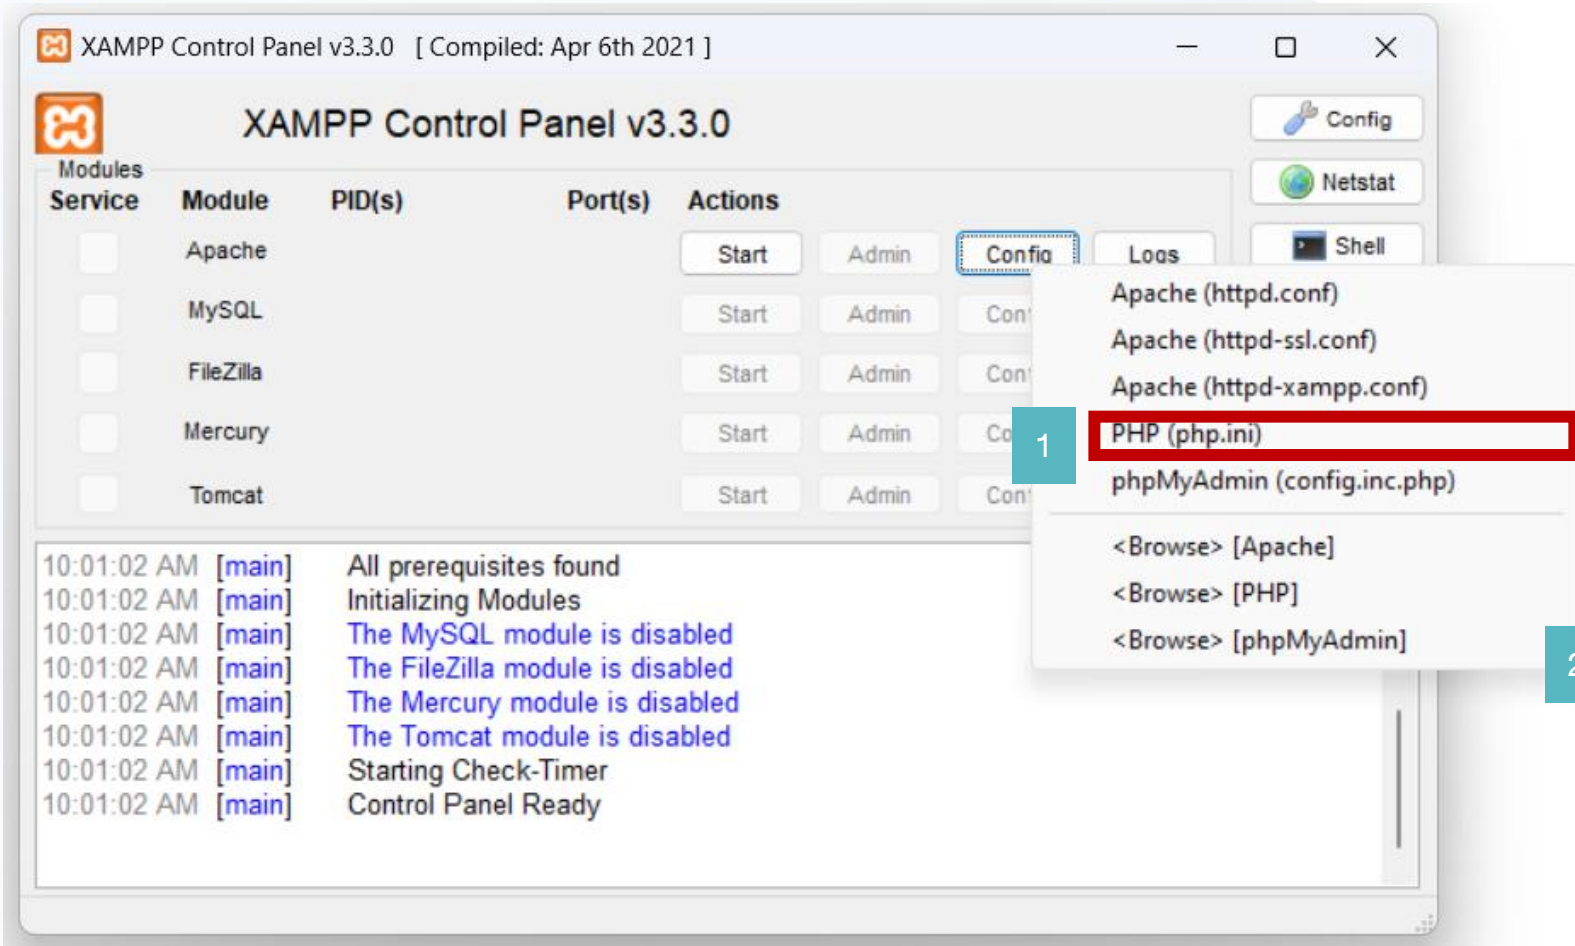 XAMPP Control Panel v3.3.0 [ Compiled: Apr 6th 2021 ]
XAMPP Control Panel v3.3.0
Config
Modules
Service Module PID(s) Port(s) Actions
Netstat
Apache Start Admin Config Logs
Shell
MySQL Start Admin
FileZilla Start Admin
Mercury Start Admin
Tomcat Start Admin
Apache (httpd.conf)
Apache (httpd-ssl.conf)
Apache (httpd-xampp.conf)
1 PHP (php.ini)
phpMyAdmin (config.inc.php)
<Browse> [Apache]
<Browse> [PHP]
<Browse> [phpMyAdmin]
2
10:01:02 AM [main] All prerequisites found
10:01:02 AM [main] Initializing Modules
10:01:02 AM [main] The MySQL module is disabled
10:01:02 AM [main] The FileZilla module is disabled
10:01:02 AM [main] The Mercury module is disabled
10:01:02 AM [main] The Tomcat module is disabled
10:01:02 AM [main] Starting Check-Timer
10:01:02 AM [main] Control Panel Ready